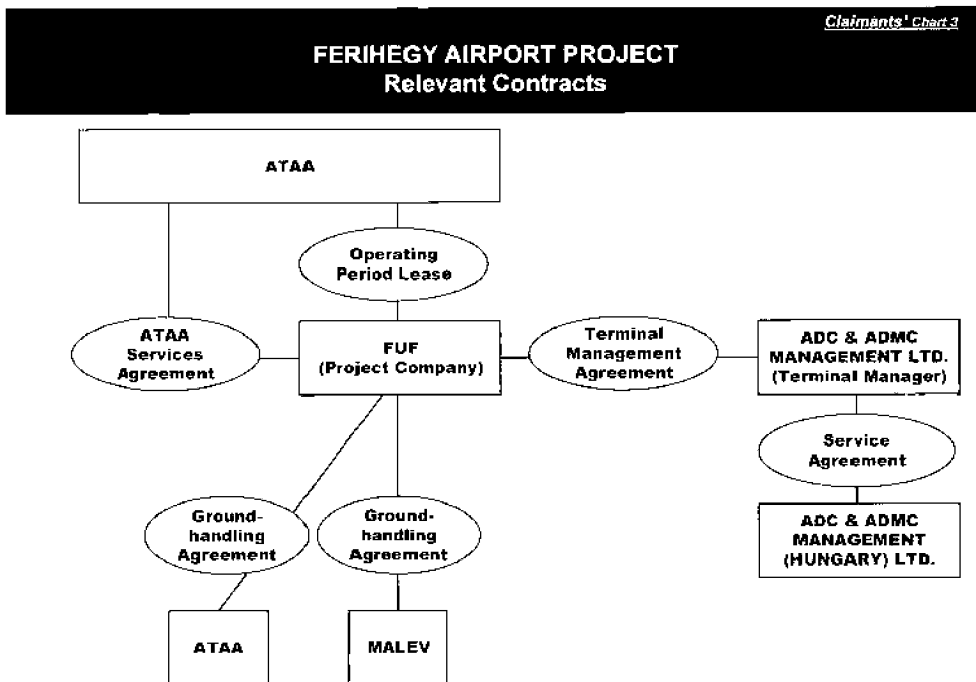 Claimants' Chart 3
FERIHEGY AIRPORT PROJECT
Relevant Contracts
ATAA
Operating
Period Lease
ATAA
Services
Agreement
FUF
(Project Company)
Terminal
Management
Agreement
ADC & ADMC
MANAGEMENT LTD.
(Terminal Manager)
Service
Agreement
Ground-
handling
Agreement
Ground-
handling
Agreement
ADC & ADMC
MANAGEMENT
(HUNGARY) LTD.
ATAA
MALEV